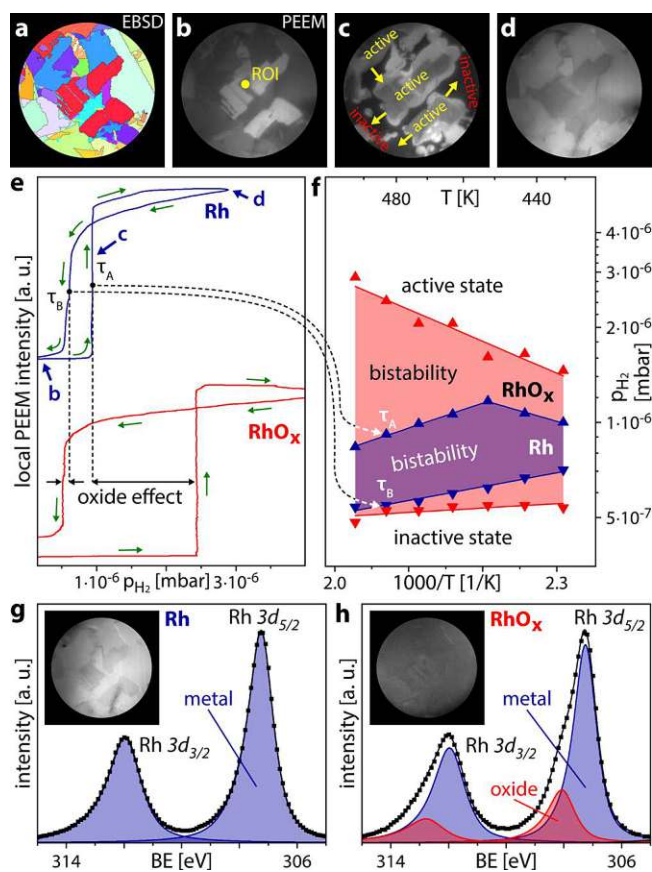 a EBSD
b PEEM
ROI
c
active
active
active
active
inactive
inactive
d
e
Rh
d
c
τA
τB
b
RhOx
oxide effect
local PEEM intensity [a. u.]
1·10-6 pH2 [mbar] 3·10-6
f
T [K]
480 440
4·10-6
3·10-6
2·10-6
1·10-6
5·10-7
pH2 [mbar]
active state
bistability
RhOx
τA
bistability
Rh
τB
inactive state
2.0 1000/T [1/K] 2.3
g
Rh
Rh 3d5/2
metal
Rh 3d3/2
intensity [a. u.]
314 BE [eV] 306
h
RhOx
Rh 3d5/2
metal
Rh 3d3/2
oxide
intensity [a. u.]
314 BE [eV] 306